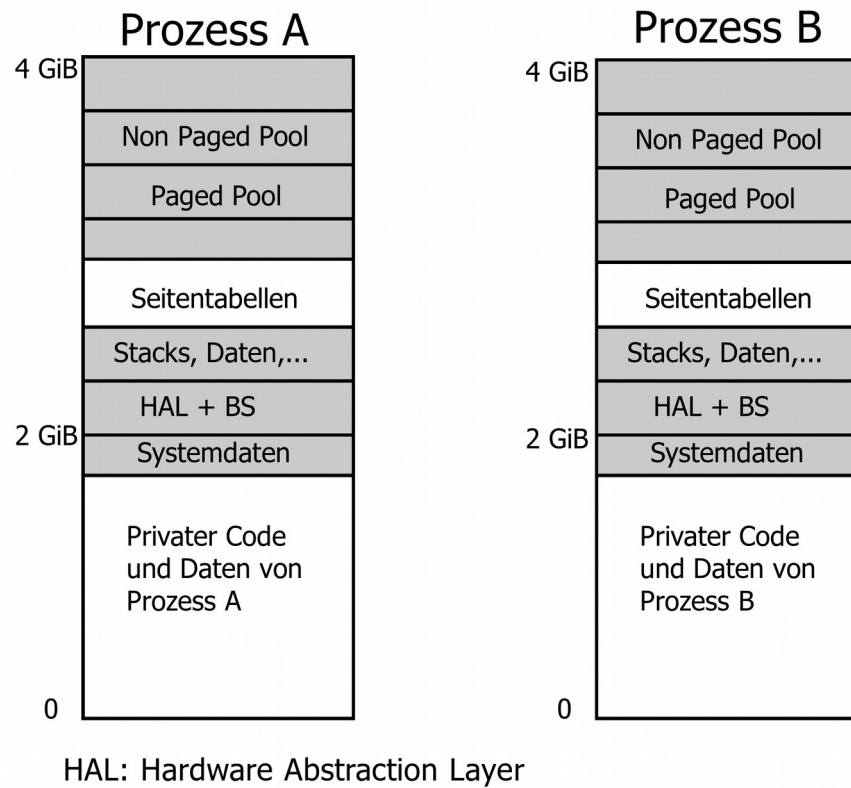 Prozess A
4 GiB
Non Paged Pool
Paged Pool
Seitentabellen
Stacks, Daten,...
HAL + BS
2 GiB
Systemdaten
Privater Code
und Daten von
Prozess A
0
Prozess B
4 GiB
Non Paged Pool
Paged Pool
Seitentabellen
Stacks, Daten,...
HAL + BS
2 GiB
Systemdaten
Privater Code
und Daten von
Prozess B
0
HAL: Hardware Abstraction Layer